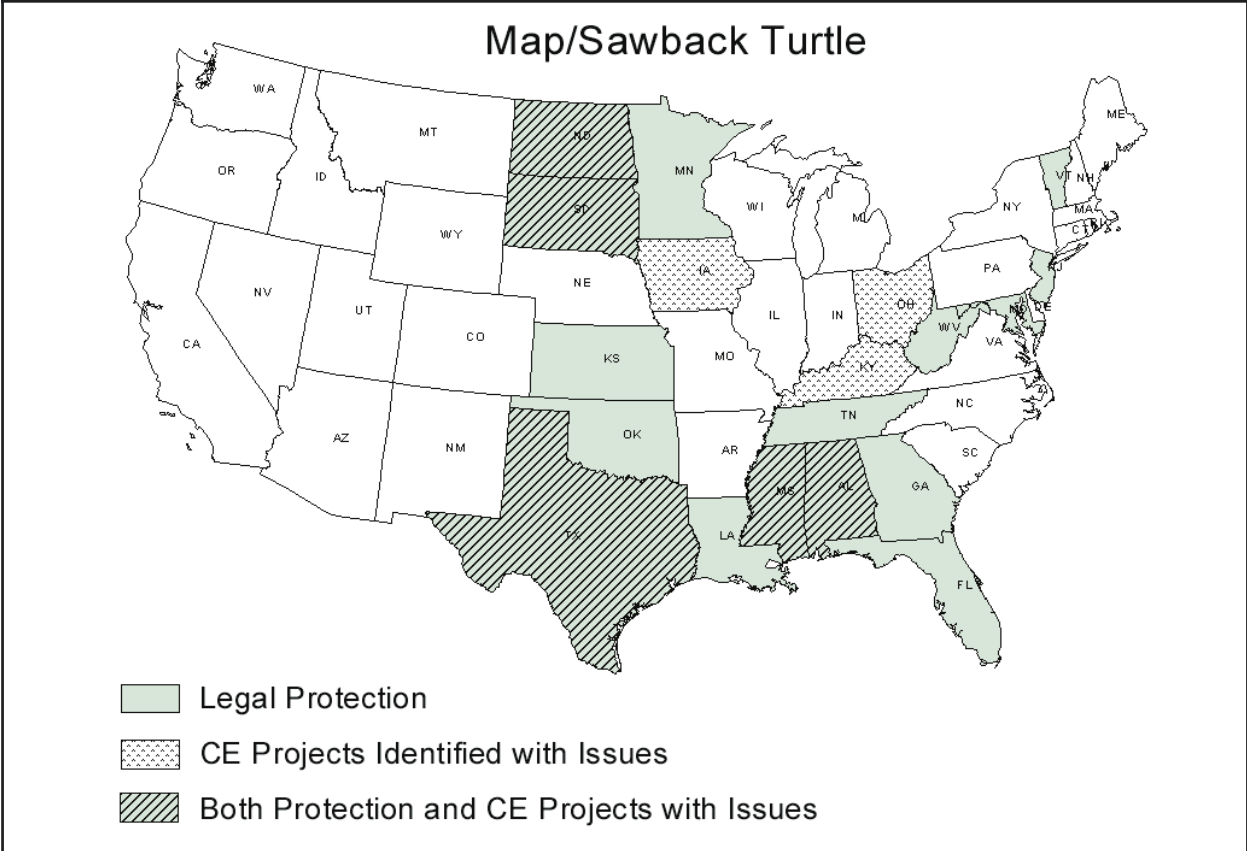 Map/Sawback Turtle
WA
MT
ND
MN
ME
OR
ID
SD
WI
MI
VT
NH
NY
MA
CT
RI
WY
IA
PA
NJ
NE
NV
UT
CO
IL
IN
OH
WV
MD
DE
VA
CA
KS
MO
KY
AZ
NM
OK
AR
TN
NC
SC
TX
LA
MS
AL
GA
FL
Legal Protection
CE Projects Identified with Issues
Both Protection and CE Projects with Issues